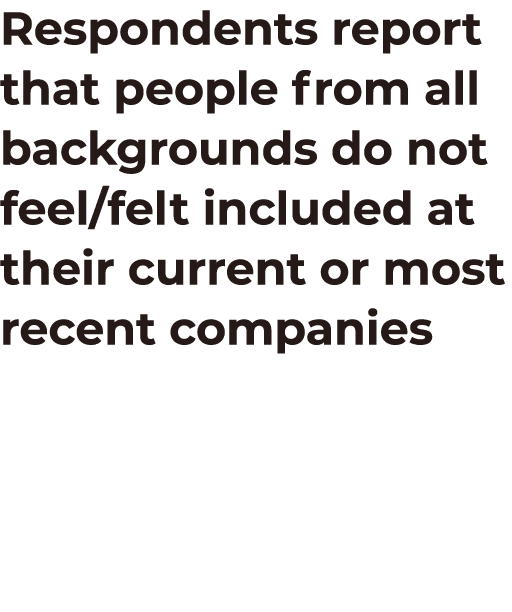 Respondents report
that people from all
backgrounds do not
feel/felt included at
their current or most
recent companies